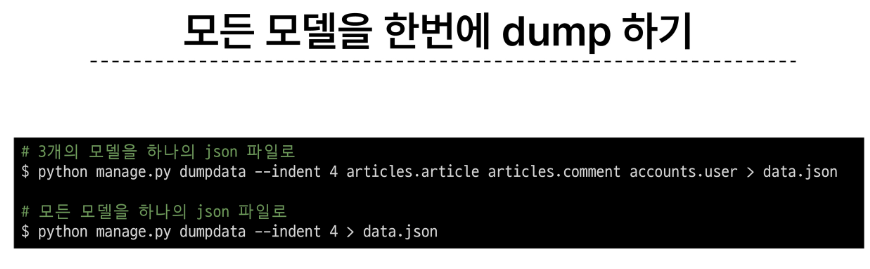 모든 모델을 한번에 dump 하기
# 3개의 모델을 하나의 json 파일로
$ python manage.py dumpdata --indent 4 articles.article articles.comment accounts.user > data.json
# 모든 모델을 하나의 json 파일로
$ python manage.py dumpdata --indent 4 > data.json